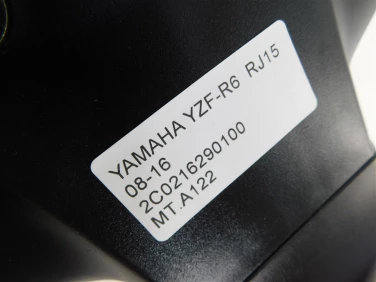 YAMAHA YZF-R6 RJ15
08-16
2C0216290100
MT.A122